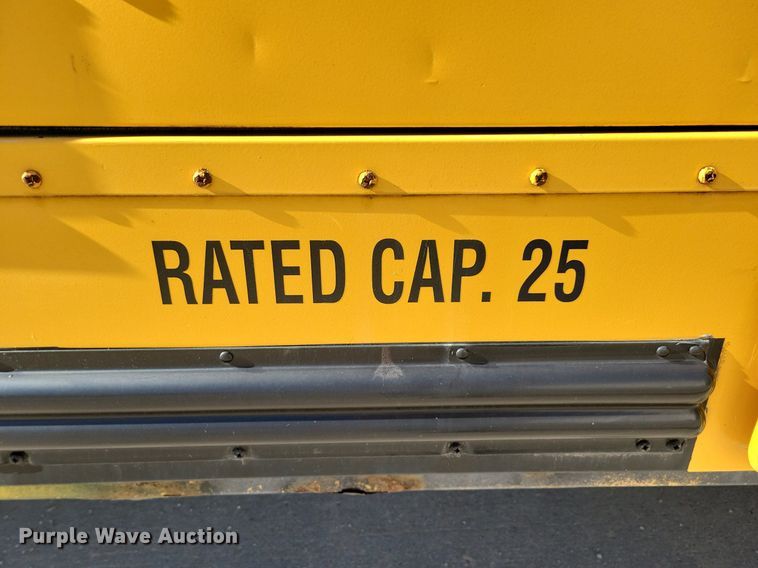 RATED CAP. 25
Purple Wave Auction